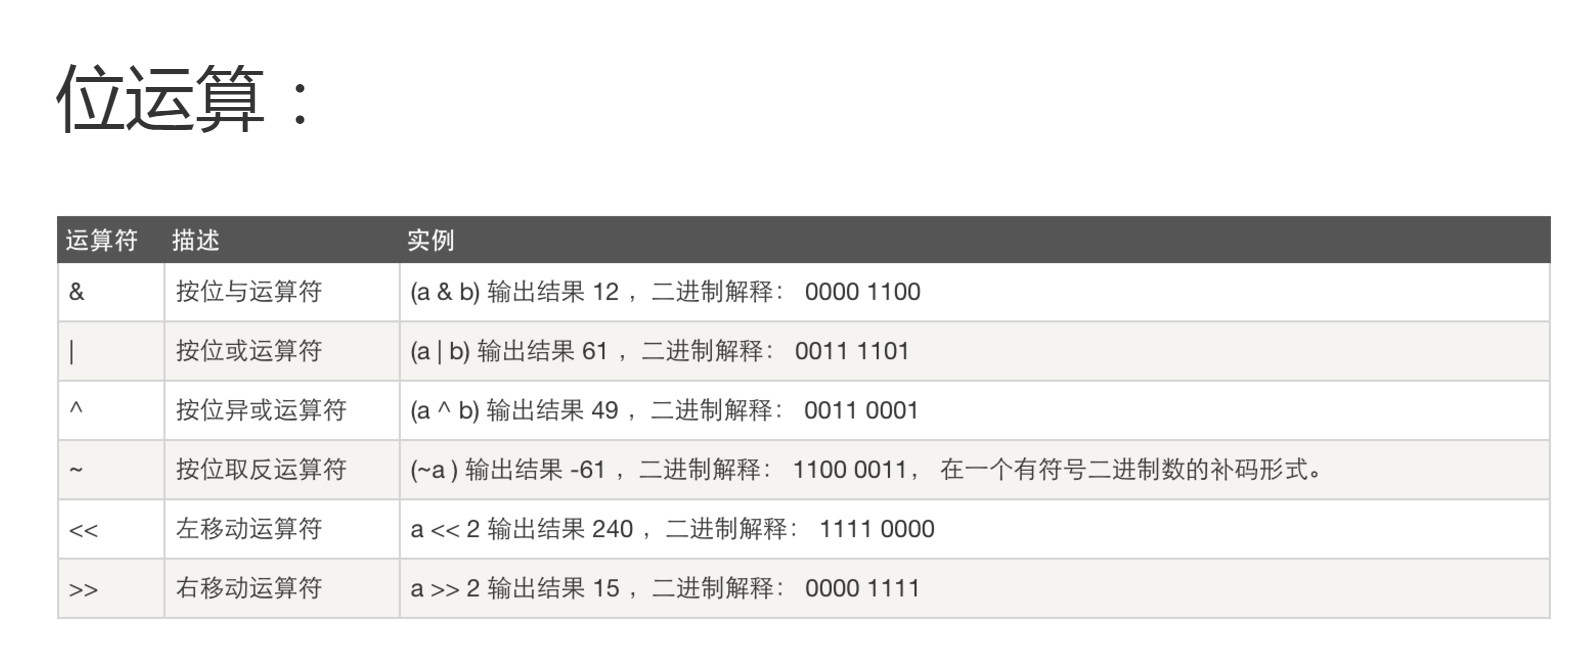 位运算：
运算符 描述 实例
& 按位与运算符 (a & b) 输出结果 12 ，二进制解释： 0000 1100
| 按位或运算符 (a | b) 输出结果 61 ，二进制解释： 0011 1101
^ 按位异或运算符 (a ^ b) 输出结果 49 ，二进制解释： 0011 0001
~ 按位取反运算符 (~a ) 输出结果 -61 ，二进制解释： 1100 0011， 在一个有符号二进制数的补码形式。
<< 左移动运算符 a << 2 输出结果 240 ，二进制解释： 1111 0000
>> 右移动运算符 a >> 2 输出结果 15 ，二进制解释： 0000 1111